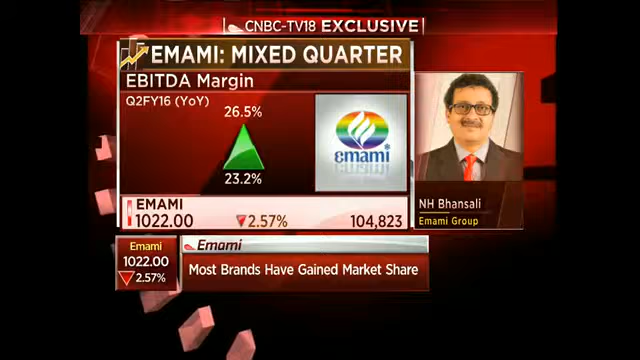 CNBC-TV18 EXCLUSIVE
EMAMI: MIXED QUARTER
EBITDA Margin
Q2FY16 (YoY)
26.5%
23.2%
emami
NH Bhansali
Emami Group
EMAMI
1022.00 ▼2.57% 104,823
Emami
1022.00
▼2.57%
Emami
Most Brands Have Gained Market Share